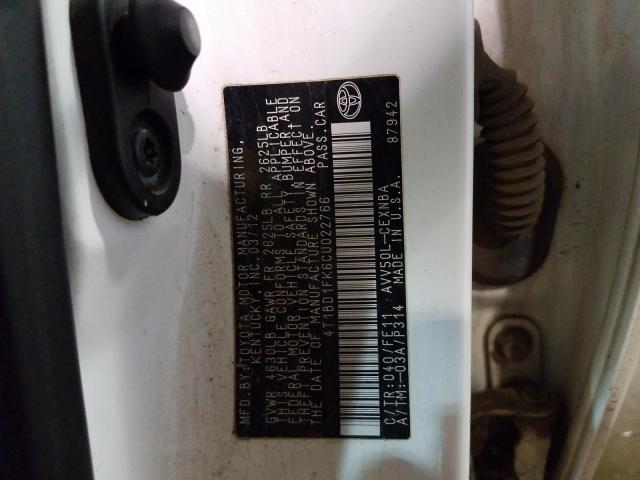 MFD.BY:TOYOTA MOTOR MANUFACTURING,
KENTUCKY, INC. 03/12
GVWR 4630LB GAWR FR 2625LB RR 2625LB
THIS VEHICLE CONFORMS TO ALL APPLICABLE
FEDERAL MOTOR VEHICLE SAFETY, BUMPER AND
THEFT PREVENTION STANDARDS IN EFFECT ON
THE DATE OF MANUFACTURE SHOWN ABOVE.
4T1BD1FK6CU022766 PASS.CAR
C/TR:040/FE11 AVV50L-CEXNBA
A/TM:-03A/P314 MADE IN U.S.A. 87942